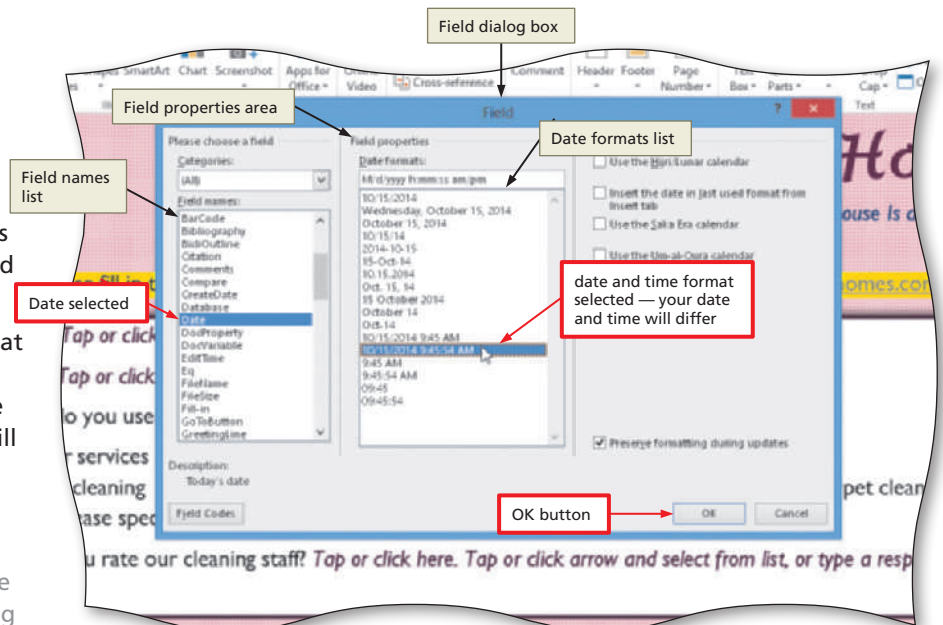 Field dialog box
SmartArt Chart Screenshot Apps for Video Cross-reference Comment Header Footer Page
Office Number Box Parts Cap
Text
Field properties area
Field
?
Date formats list
Field names
list
Please choose a field
Categories:
(All)
Field names:
BarCode
Bibliography
BidiOutline
Citation
Comments
Compare
CreateDate
Database
Date
DocProperty
DocVariable
EditTime
Eq
FileName
FileSize
Fill-in
GoToButton
GreetingLine
Description:
Today's date
Field Codes
Field properties
Date formats:
M/d/yyyy h:mm:ss am/pm
10/15/2014
Wednesday, October 15, 2014
October 15, 2014
10/15/14
2014-10-15
15-Oct-14
10.15.2014
Oct. 15, 14
15 October 2014
October 14
Oct-14
10/15/2014 9:45 AM
10/15/2014 9:45:54 AM
9:45 AM
9:45:54 AM
09:45
09:45:54
Use the Hijri/Lunar calendar
Insert the date in last used format from
Insert tab
Use the Saka Era calendar
Use the Um-al-Qura calendar
Preserve formatting during updates
OK
Cancel
Date selected
date and time format
selected — your date
and time will differ
OK button
Ho
ouse Is
omes.com
Tap or click
Tap or click
o you use
services
cleaning
pet clean
ase spec
u rate our cleaning staff? Tap or click here. Tap or click arrow and select from list, or type a resp
s
d
at
e
ill
e
g